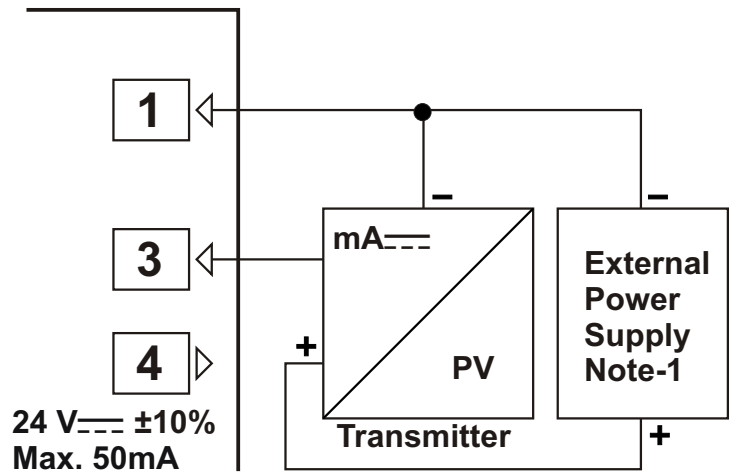 1
−
−
3
mA⎓
+
PV
External
Power
Supply
Note-1
4
24 V⎓ ±10%
Max. 50mA
Transmitter
+